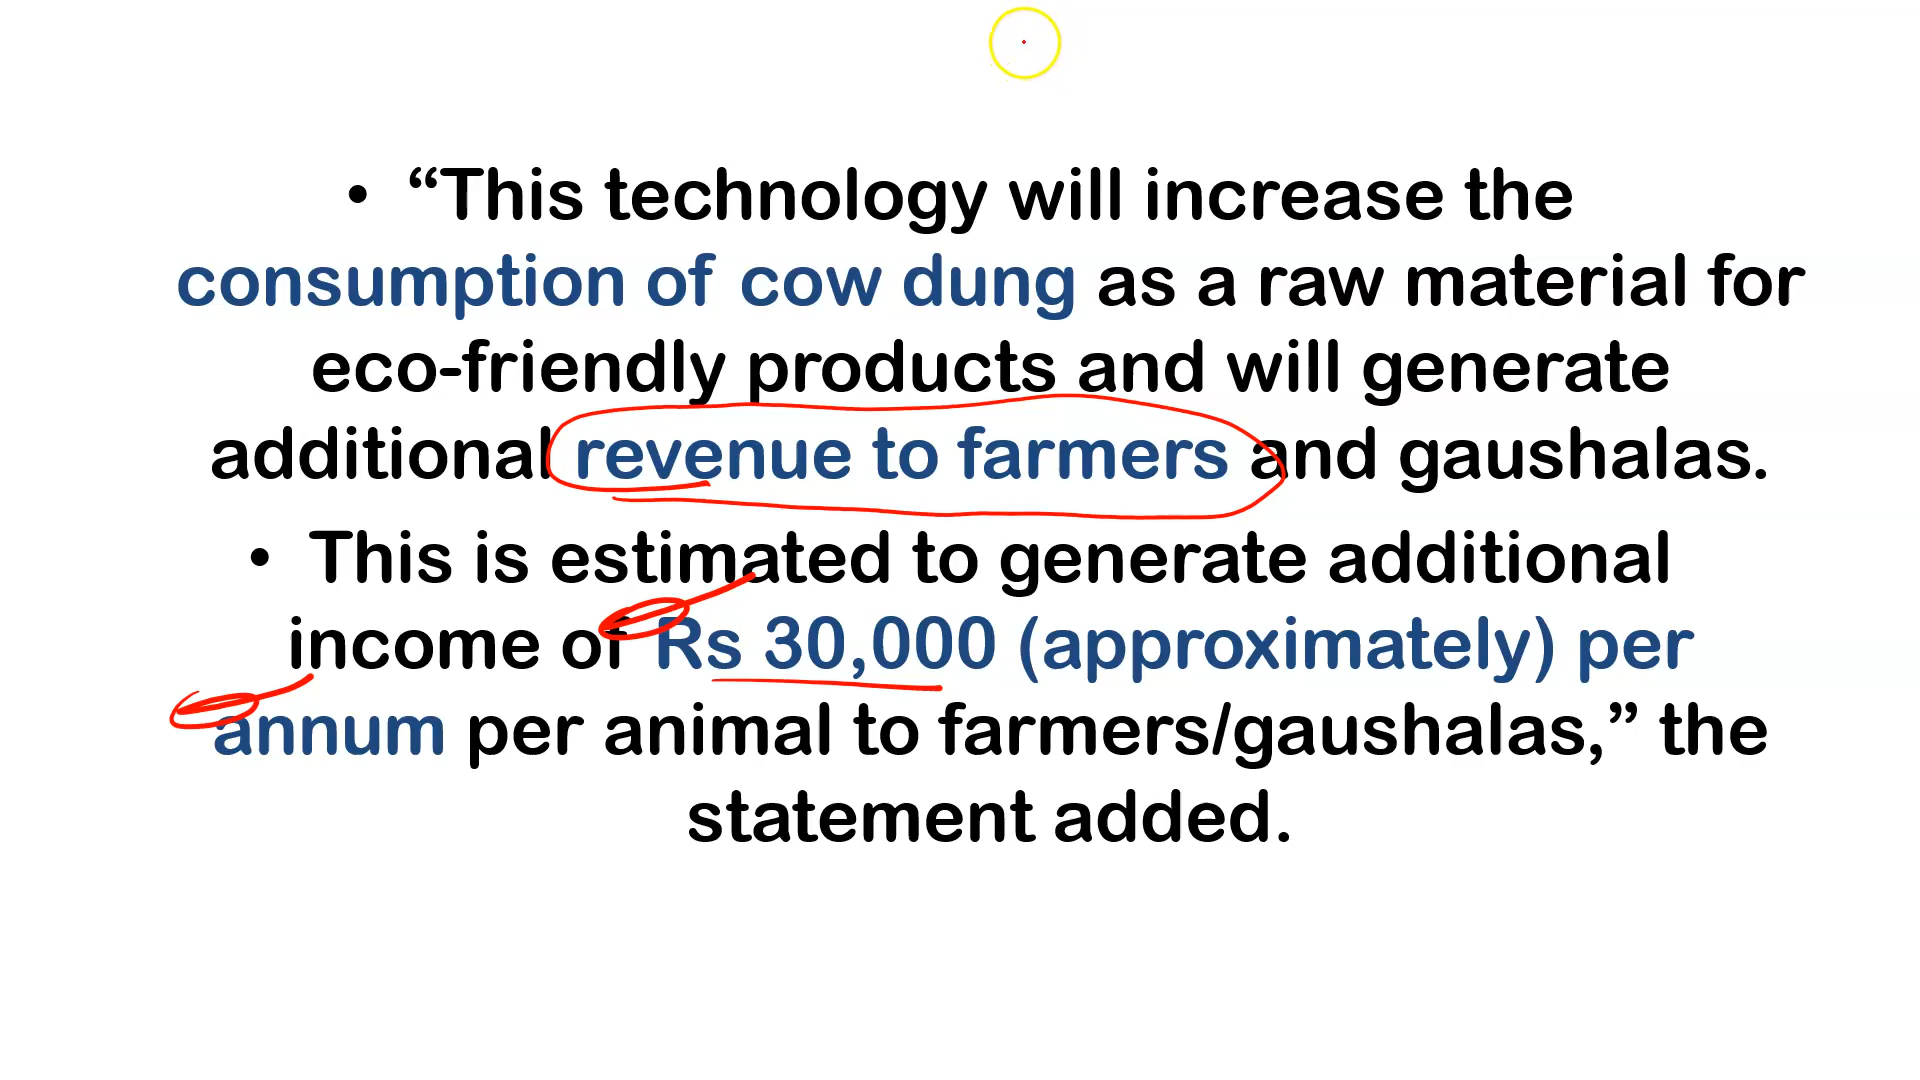 • “This technology will increase the
consumption of cow dung as a raw material for
eco-friendly products and will generate
additional revenue to farmers and gaushalas.
• This is estimated to generate additional
income of Rs 30,000 (approximately) per
annum per animal to farmers/gaushalas,” the
statement added.